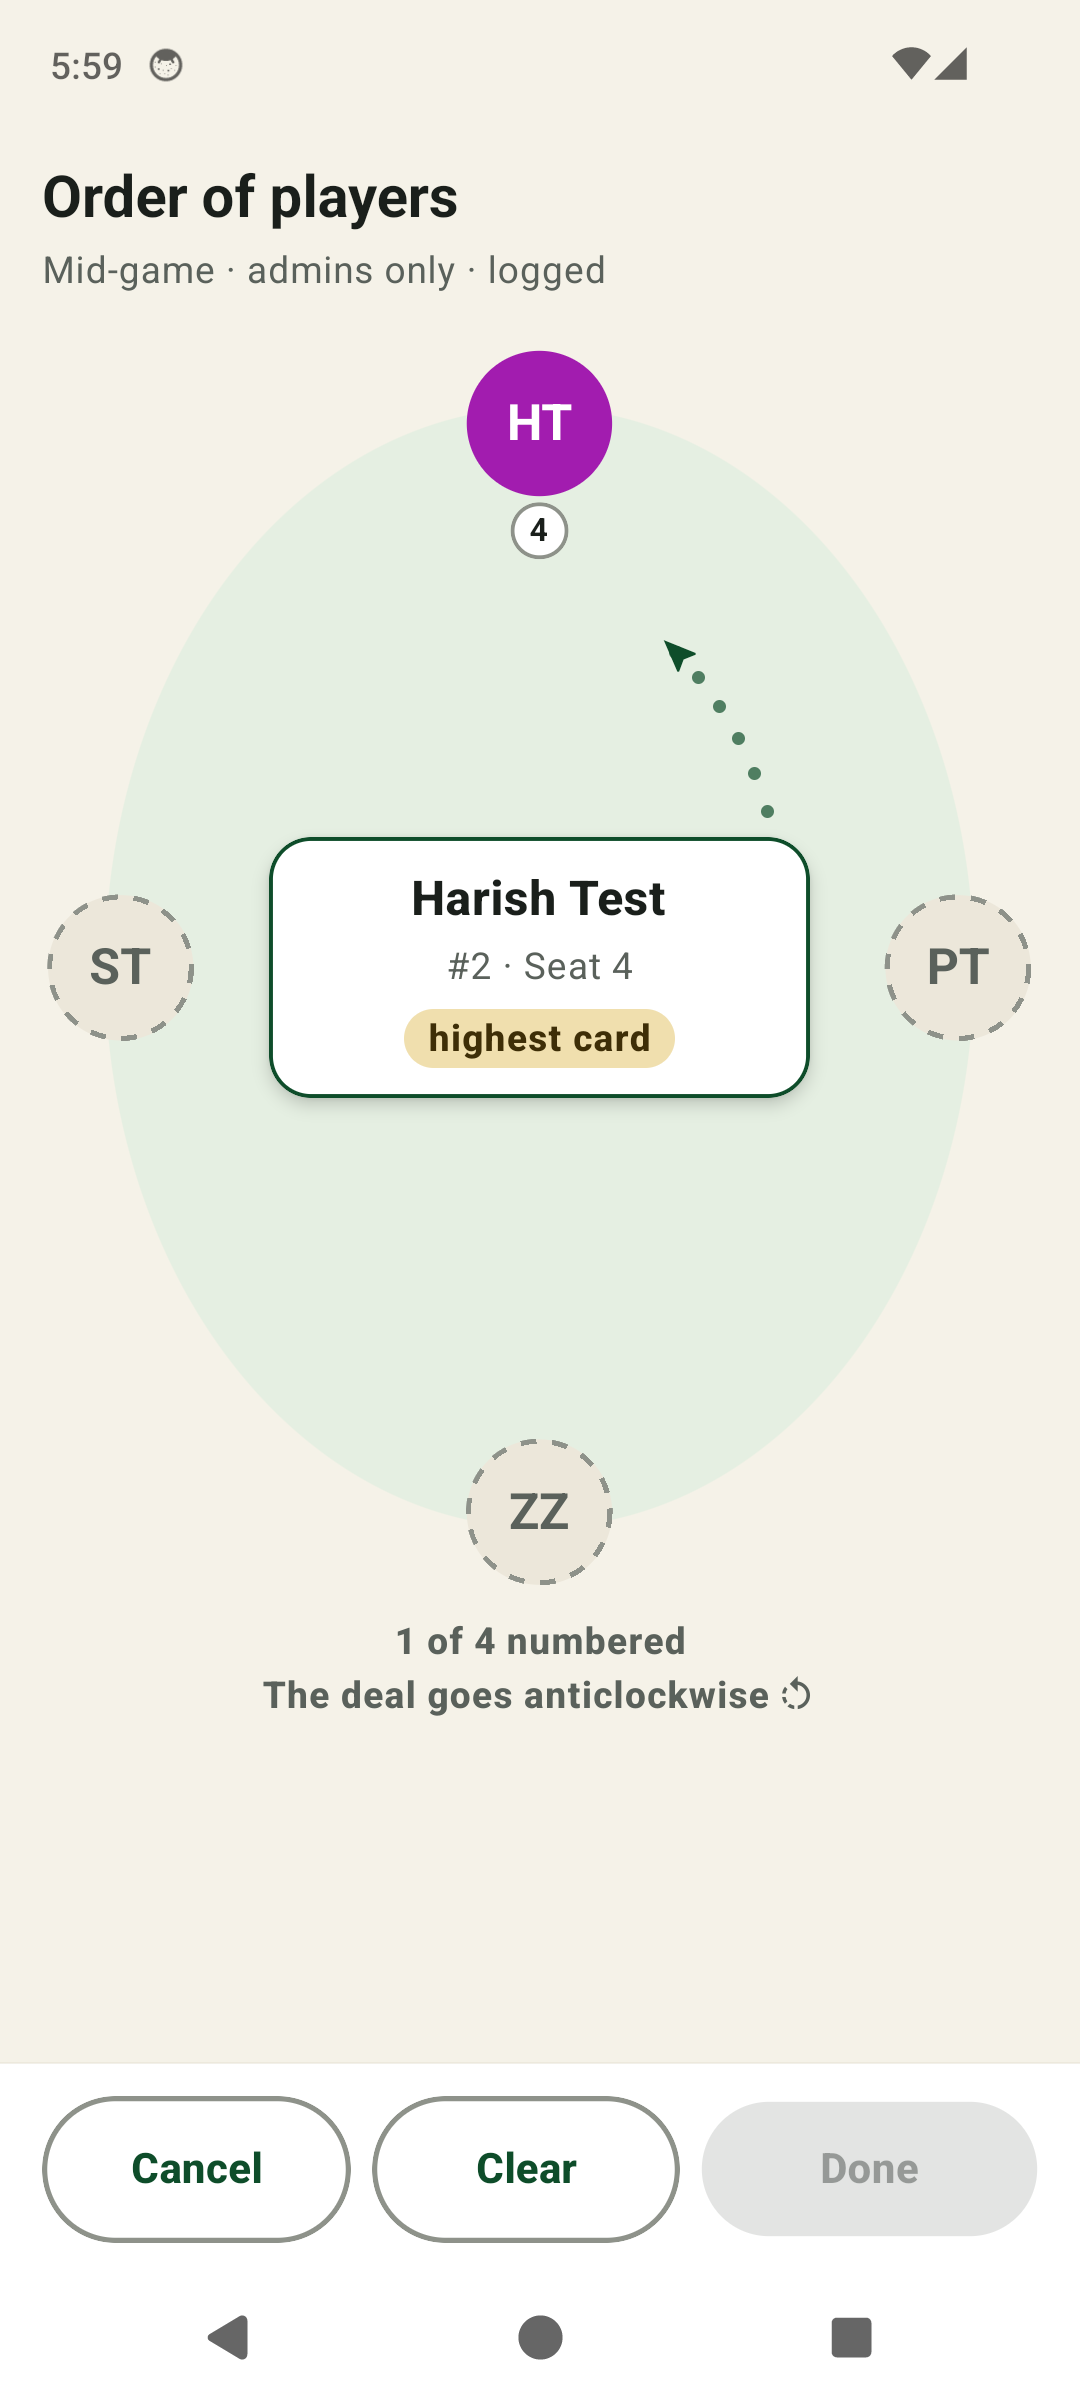 5:59
Order of players
Mid-game · admins only · logged
HT
4
Harish Test
#2 · Seat 4
highest card
ST
PT
ZZ
1 of 4 numbered
The deal goes anticlockwise
Cancel
Clear
Done